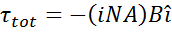 τ_tot = −(iNA)Bî